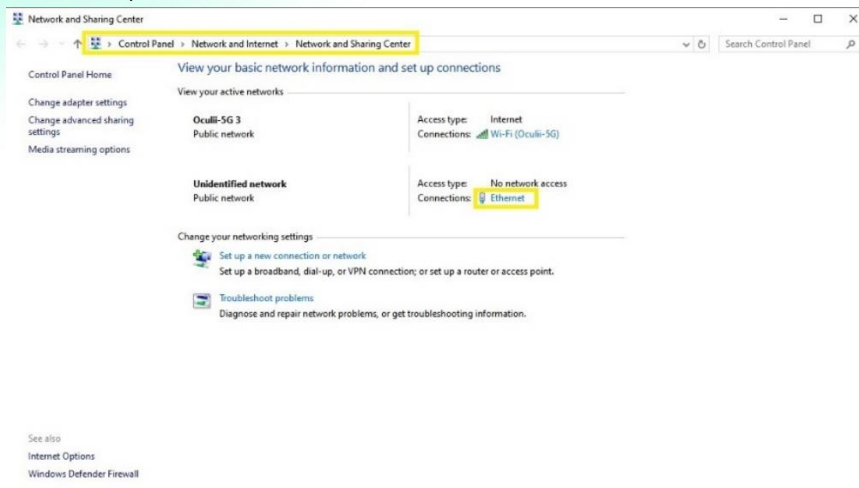 Network and Sharing Center
Control Panel > Network and Internet > Network and Sharing Center
Search Control Panel
Control Panel Home
Change adapter settings
Change advanced sharing
settings
Media streaming options
View your basic network information and set up connections
View your active networks
Oculii-5G 3
Public network
Access type: Internet
Connections: Wi-Fi (Oculii-5G)
Unidentified network
Public network
Access type: No network access
Connections: Ethernet
Change your networking settings
Set up a new connection or network
Set up a broadband, dial-up, or VPN connection; or set up a router or access point.
Troubleshoot problems
Diagnose and repair network problems, or get troubleshooting information.
See also
Internet Options
Windows Defender Firewall